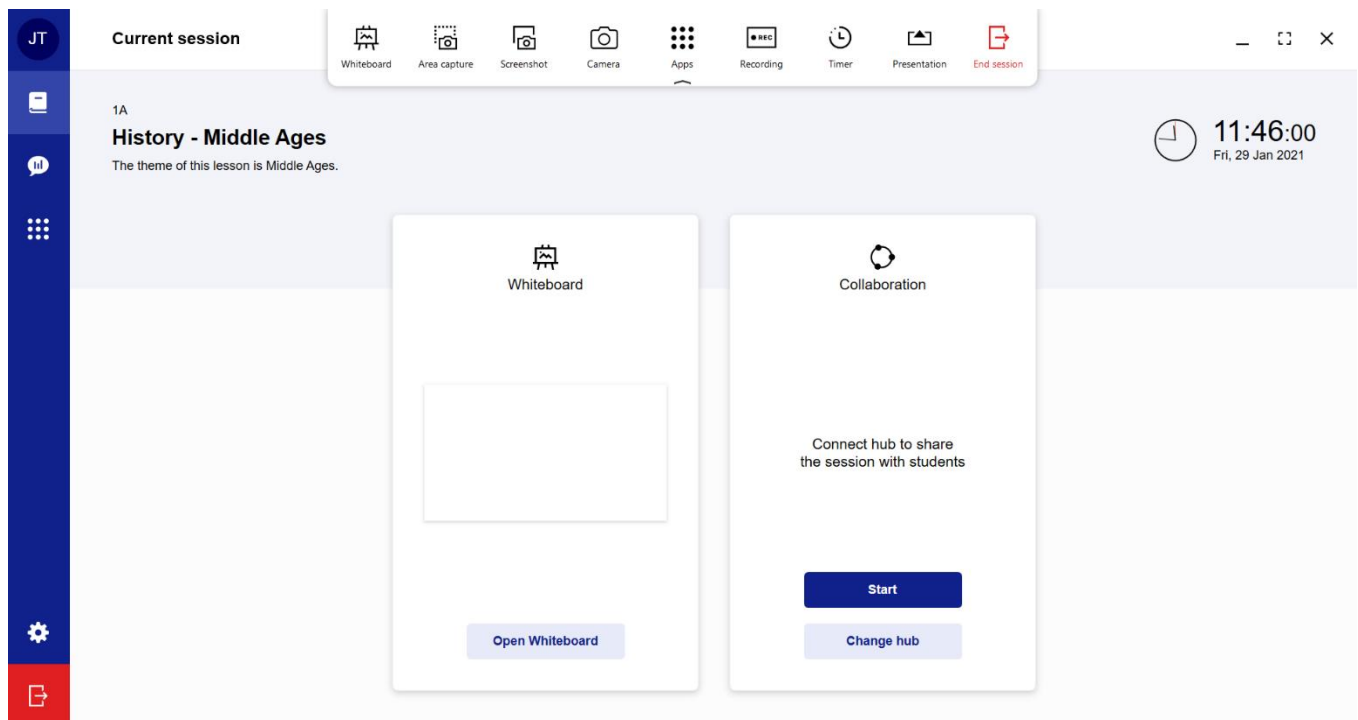 JT
Current session
Whiteboard
Area capture
Screenshot
Camera
Apps
REC
Recording
Timer
Presentation
End session
1A
History - Middle Ages
The theme of this lesson is Middle Ages.
11:46:00
Fri, 29 Jan 2021
Whiteboard
Open Whiteboard
Collaboration
Connect hub to share
the session with students
Start
Change hub